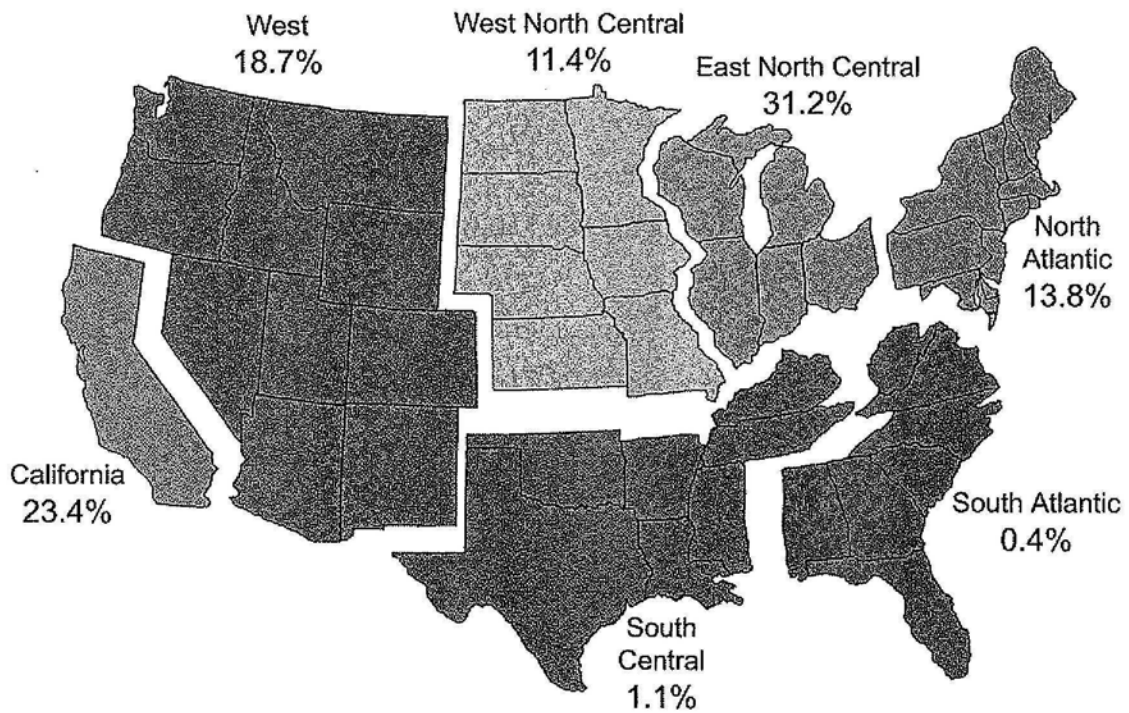 West
18.7%
West North Central
11.4%
East North Central
31.2%
North
Atlantic
13.8%
California
23.4%
South Atlantic
0.4%
South
Central
1.1%